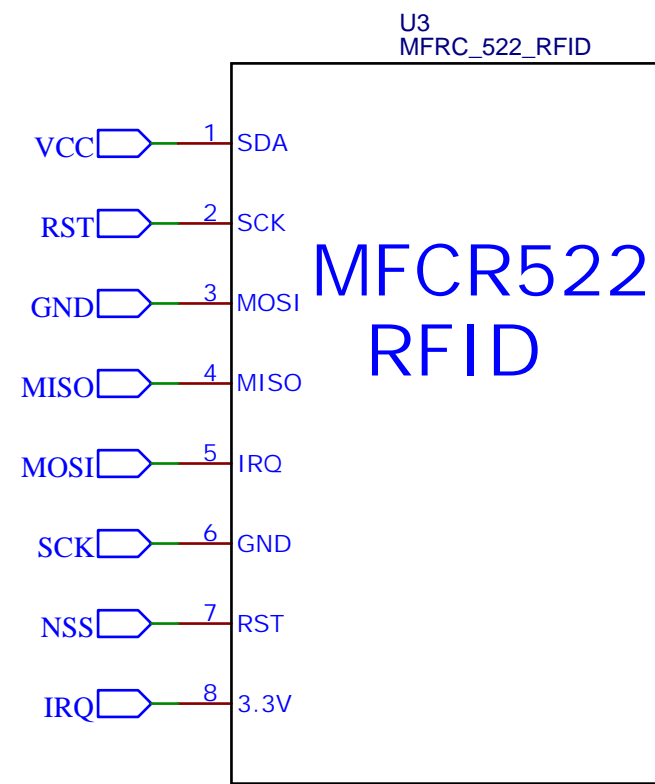 U3
MFRC_522_RFID
VCC 1 SDA
RST 2 SCK
GND 3 MOSI
MISO 4 MISO
MOSI 5 IRQ
SCK 6 GND
NSS 7 RST
IRQ 8 3.3V
MFCR522
RFID